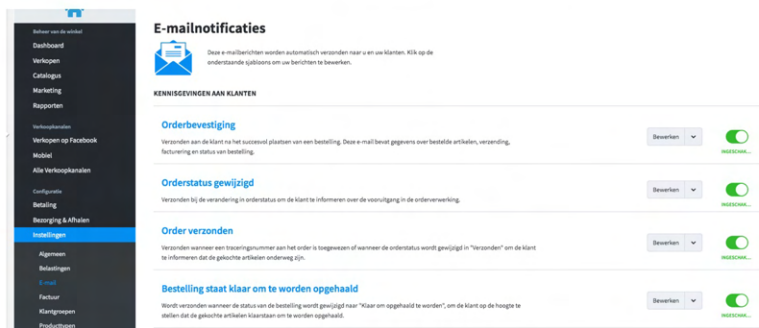 Beheer van de winkel
Dashboard
Verkopen
Catalogus
Marketing
Rapporten
Verkoopkanalen
Verkopen op Facebook
Mobiel
Alle Verkoopkanalen
Configuratie
Betaling
Bezorging & Afhalen
Instellingen
Algemeen
Belastingen
E-mail
Factuur
Klantgroepen
Producttypen
E-mailnotificaties
Deze e-mailberichten worden automatisch verzonden naar u en uw klanten. Klik op de
onderstaande sjabloons om uw berichten te bewerken.
KENNISGEVINGEN AAN KLANTEN
Orderbevestiging
Verzonden aan de klant na het succesvol plaatsen van een bestelling. Deze e-mail bevat gegevens over bestelde artikelen, verzending,
facturering en status van bestelling.
Bewerken
INGESCHAK...
Orderstatus gewijzigd
Verzonden bij de verandering in orderstatus om de klant te informeren over de vooruitgang in de orderverwerking.
Bewerken
INGESCHAK...
Order verzonden
Verzonden wanneer een traceringsnummer aan het order is toegewezen of wanneer de orderstatus wordt gewijzigd in "Verzonden" om de klant
te informeren dat de gekochte artikelen onderweg zijn.
Bewerken
INGESCHAK...
Bestelling staat klaar om te worden opgehaald
Wordt verzonden wanneer de status van de bestelling wordt gewijzigd naar "Klaar om opgehaald te worden", om de klant op de hoogte te
stellen dat de gekochte artikelen klaarstaan om te worden opgehaald.
Bewerken
INGESCHAK...